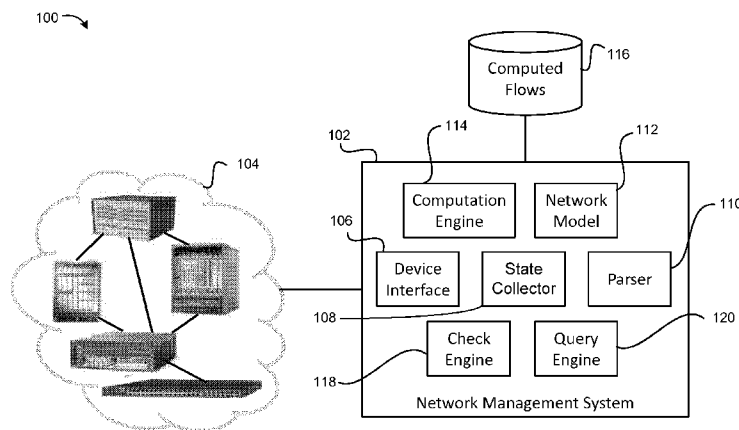 100
Computed
Flows
116
114
102
112
104
Computation
Engine
Network
Model
110
106
Device
Interface
State
Collector
Parser
108
Check
Engine
Query
Engine
120
118
Network Management System